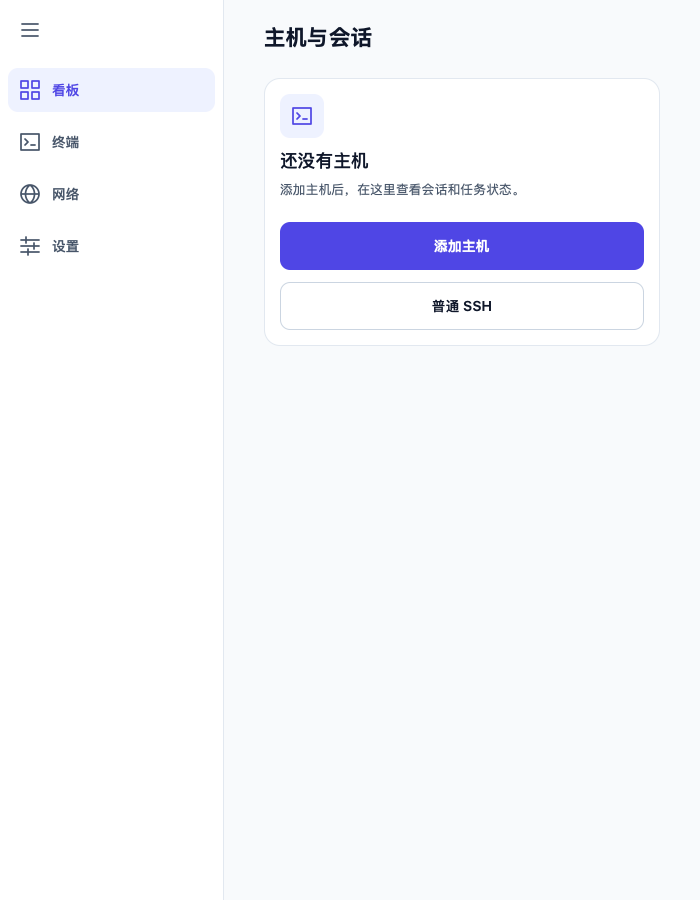 主机与会话
看板
终端
网络
设置
还没有主机
添加主机后，在这里查看会话和任务状态。
添加主机
普通 SSH